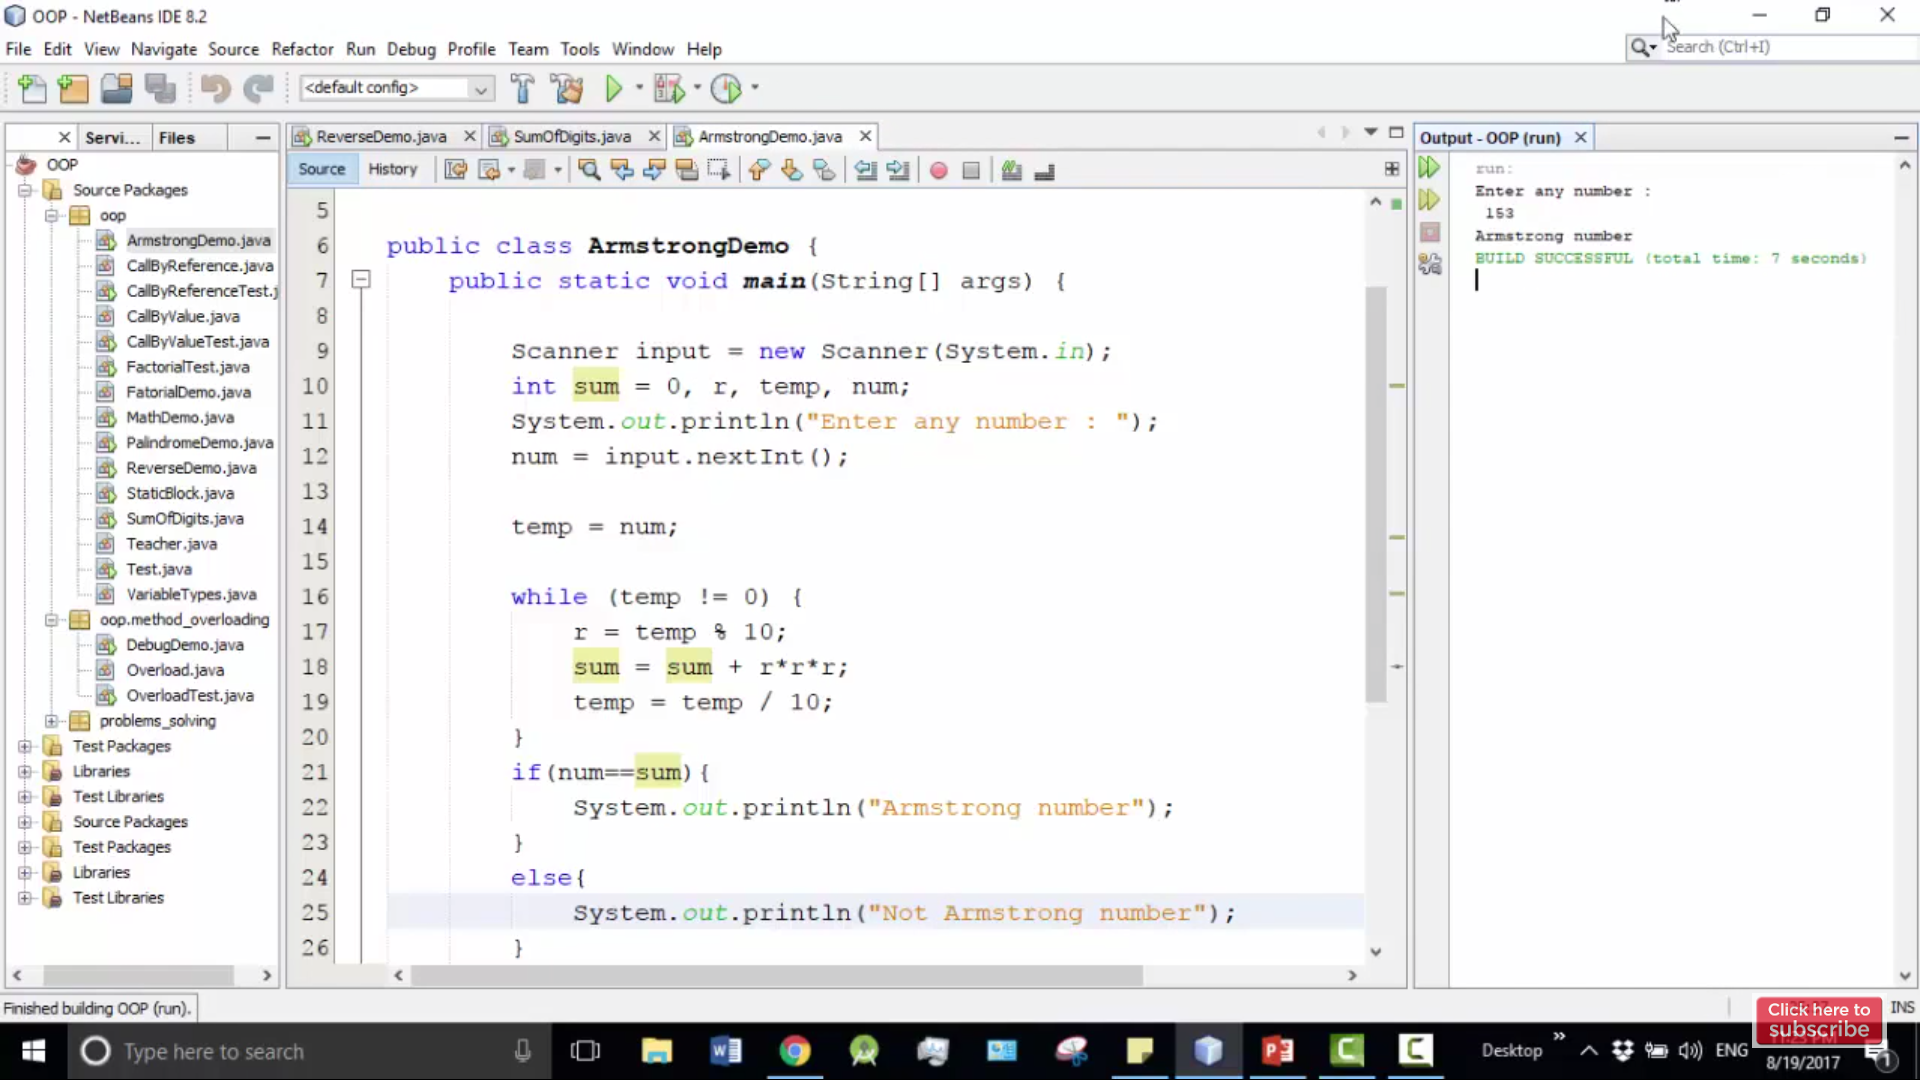 OOP - NetBeans IDE 8.2
File Edit View Navigate Source Refactor Run Debug Profile Team Tools Window Help
Search (Ctrl+I)
<default config>
Servi... Files
ReverseDemo.java SumOfDigits.java ArmstrongDemo.java
Output - OOP (run)
Source History
OOP
Source Packages
oop
ArmstrongDemo.java
CallByReference.java
CallByReferenceTest.j
CallByValue.java
CallByValueTest.java
FactorialTest.java
FatorialDemo.java
MathDemo.java
PalindromeDemo.java
ReverseDemo.java
StaticBlock.java
SumOfDigits.java
Teacher.java
Test.java
VariableTypes.java
oop.method_overloading
DebugDemo.java
Overload.java
OverloadTest.java
problems_solving
Test Packages
Libraries
Test Libraries
Source Packages
Test Packages
Libraries
Test Libraries
5
6 public class ArmstrongDemo {
7 public static void main(String[] args) {
8
9 Scanner input = new Scanner(System.in);
10 int sum = 0, r, temp, num;
11 System.out.println("Enter any number : ");
12 num = input.nextInt();
13
14 temp = num;
15
16 while (temp != 0) {
17 r = temp % 10;
18 sum = sum + r*r*r;
19 temp = temp / 10;
20 }
21 if(num==sum){
22 System.out.println("Armstrong number");
23 }
24 else{
25 System.out.println("Not Armstrong number");
26 }
run:
Enter any number :
153
Armstrong number
BUILD SUCCESSFUL (total time: 7 seconds)
Finished building OOP (run).
INS
Click here to
subscribe
Type here to search
Desktop
ENG
8/19/2017
1